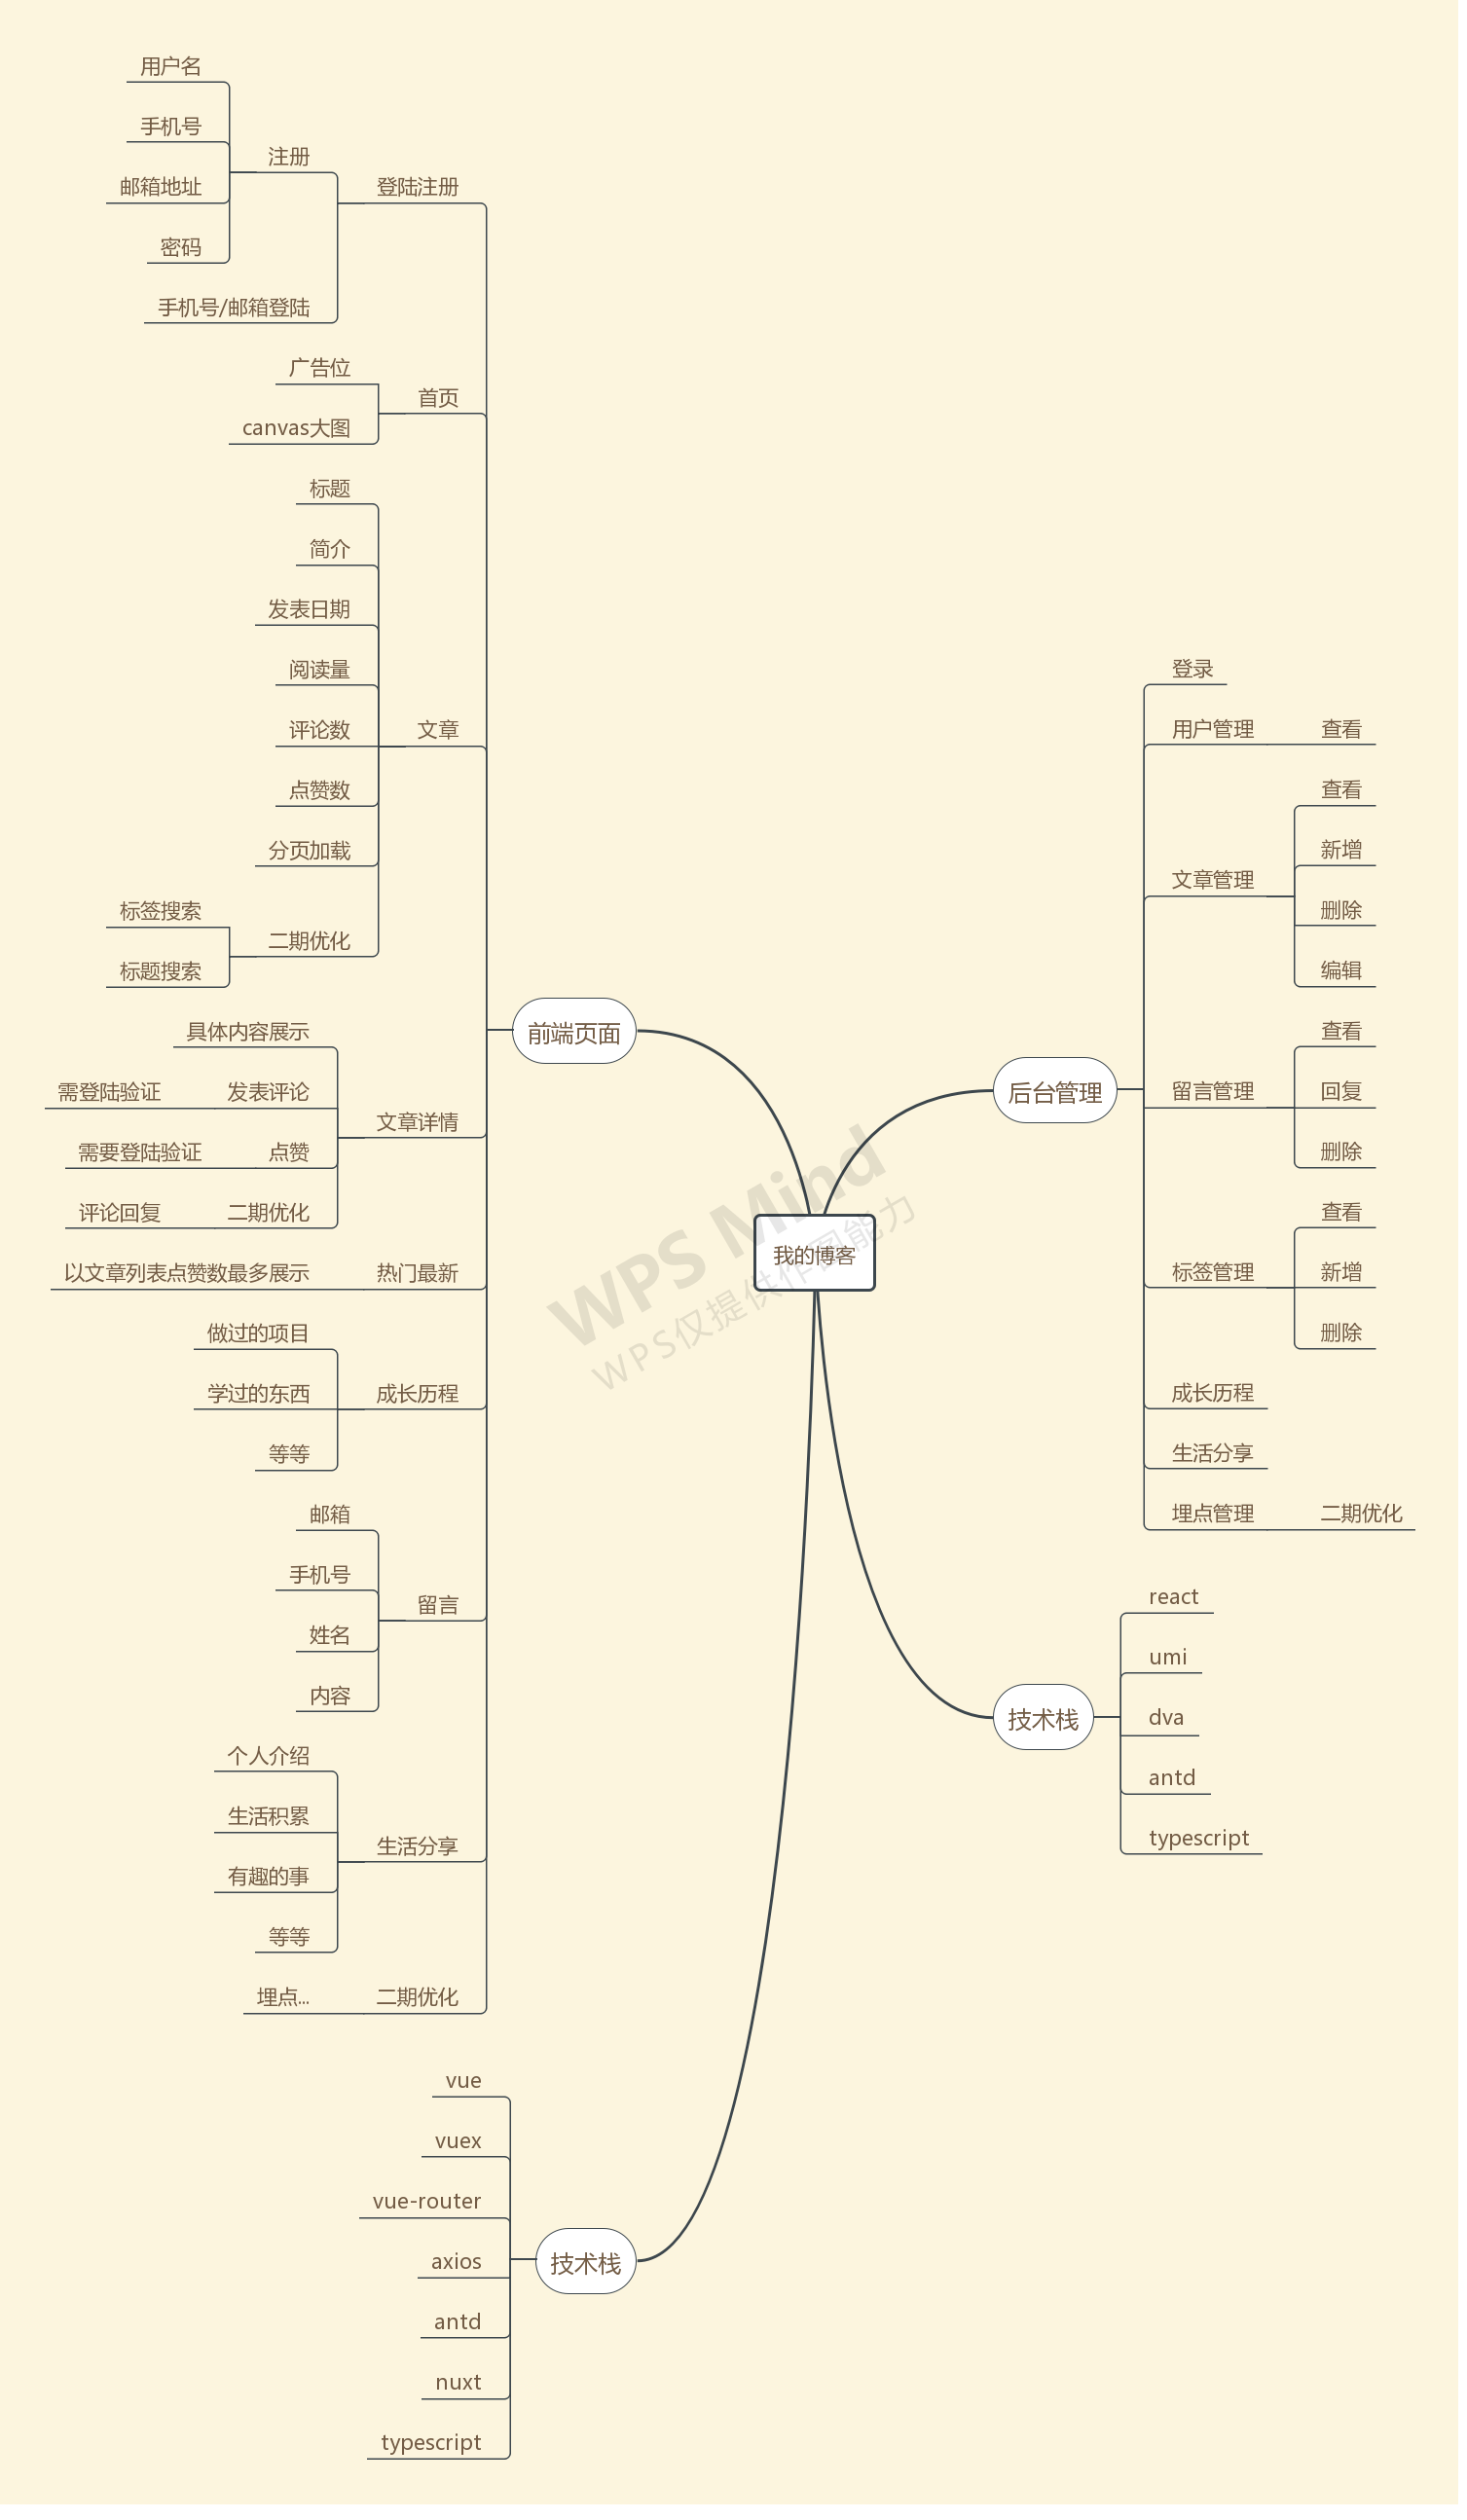 我的博客
前端页面
登陆注册
注册
用户名
手机号
邮箱地址
密码
手机号/邮箱登陆
首页
广告位
canvas大图
文章
标题
简介
发表日期
阅读量
评论数
点赞数
分页加载
二期优化
标签搜索
标题搜索
文章详情
具体内容展示
发表评论
需登陆验证
点赞
需要登陆验证
二期优化
评论回复
热门最新
以文章列表点赞数最多展示
成长历程
做过的项目
学过的东西
等等
留言
邮箱
手机号
姓名
内容
生活分享
个人介绍
生活积累
有趣的事
等等
二期优化
埋点...
技术栈
vue
vuex
vue-router
axios
antd
nuxt
typescript
后台管理
登录
用户管理
查看
文章管理
查看
新增
删除
编辑
留言管理
查看
回复
删除
标签管理
查看
新增
删除
成长历程
生活分享
埋点管理
二期优化
技术栈
react
umi
dva
antd
typescript
WPS Mind
WPS仅提供作图能力